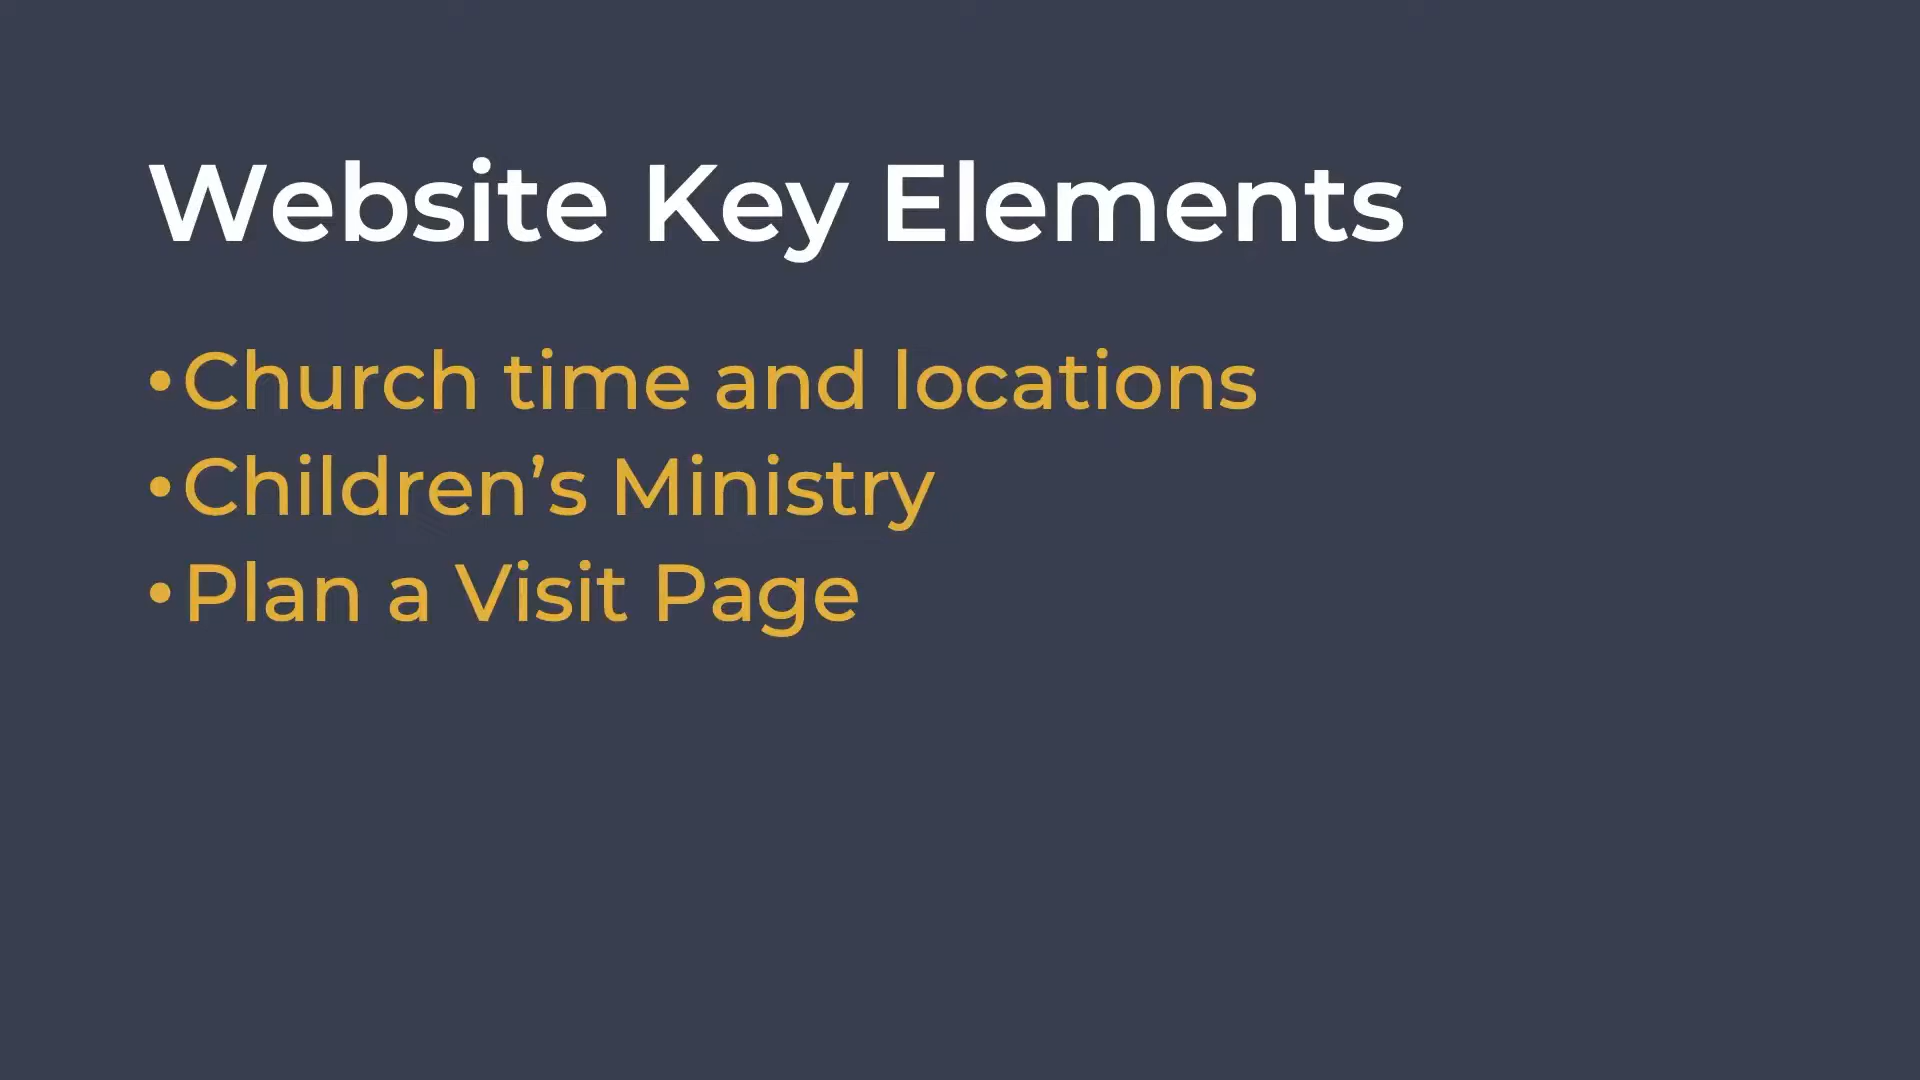 Website Key Elements
•Church time and locations
•Children’s Ministry
•Plan a Visit Page